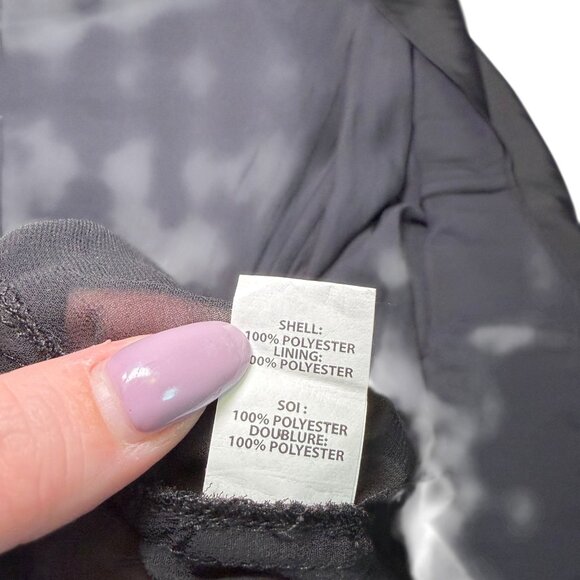 SHELL:
100% POLYESTER
LINING:
00% POLYESTER
SOI :
100% POLYESTER
DOUBLURE:
100% POLYESTER